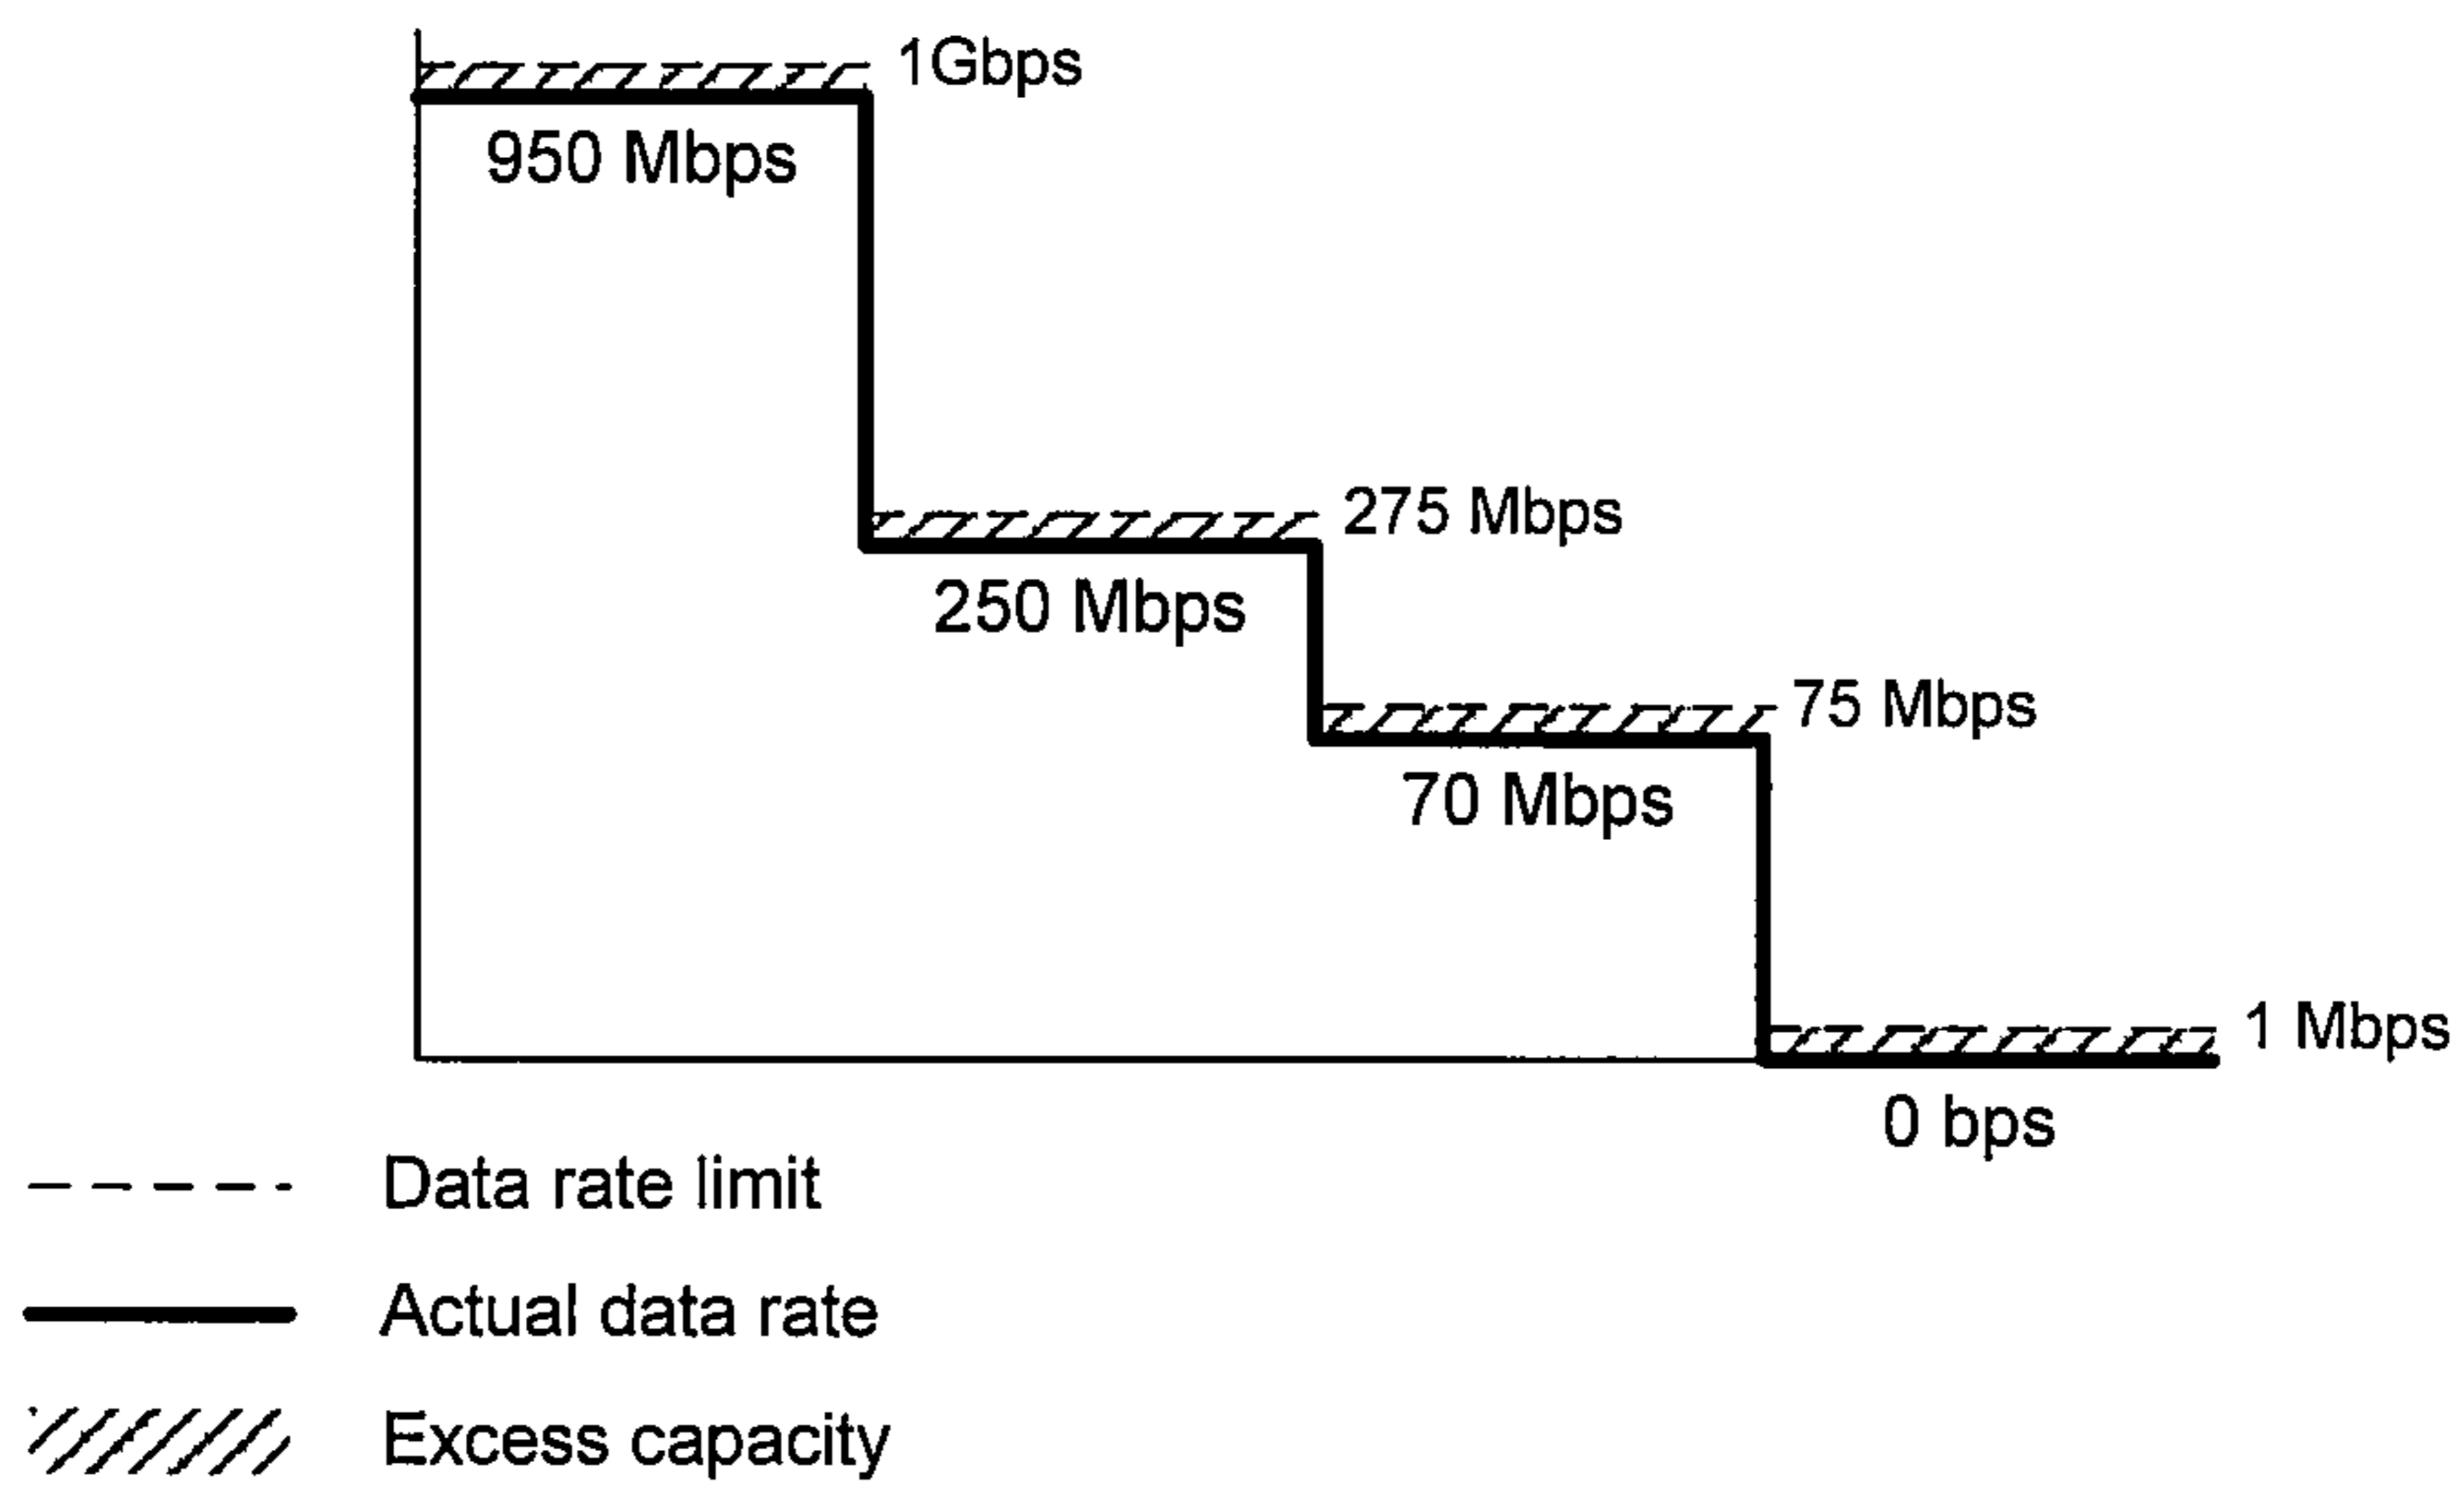 1Gbps
950 Mbps
275 Mbps
250 Mbps
75 Mbps
70 Mbps
1 Mbps
0 bps
Data rate limit
Actual data rate
Excess capacity